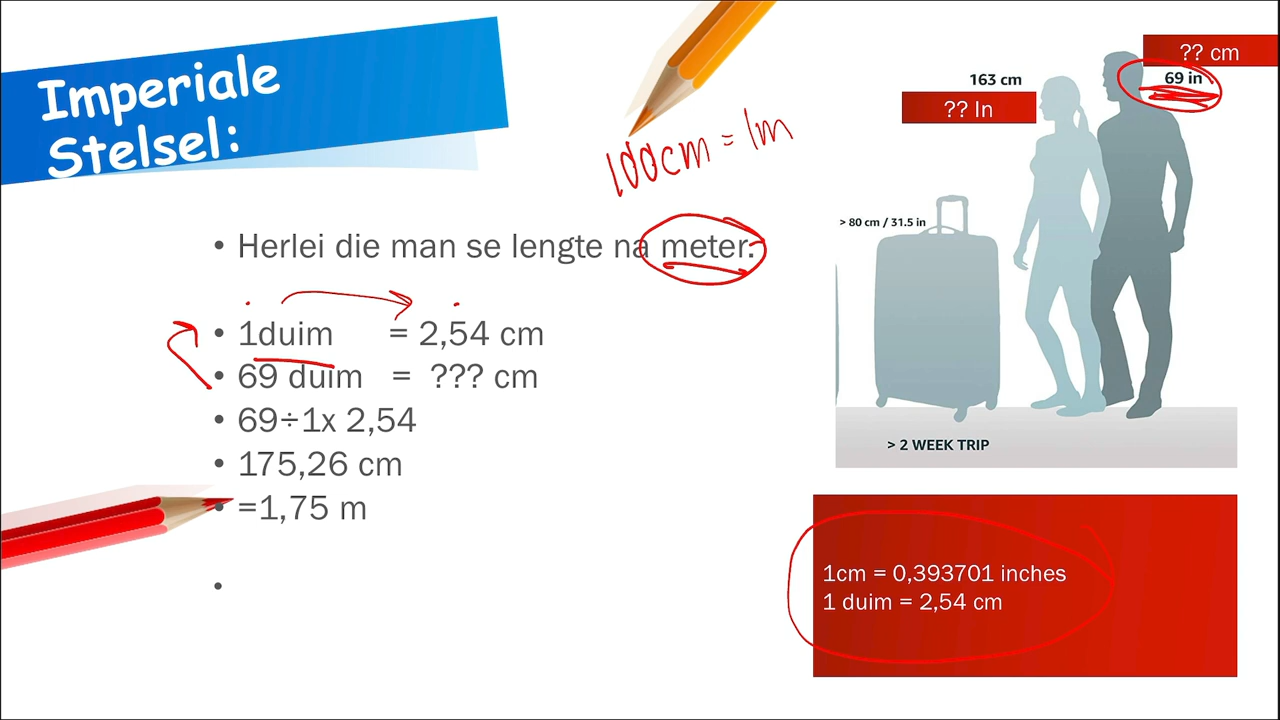 Imperiale
Stelsel:
100cm = 1m
• Herlei die man se lengte na meter.
• 1duim = 2,54 cm
• 69 duim = ??? cm
• 69÷1x 2,54
• 175,26 cm
• =1,75 m
•
?? cm
163 cm
69 in
?? In
> 80 cm / 31.5 in
> 2 WEEK TRIP
1cm = 0,393701 inches
1 duim = 2,54 cm